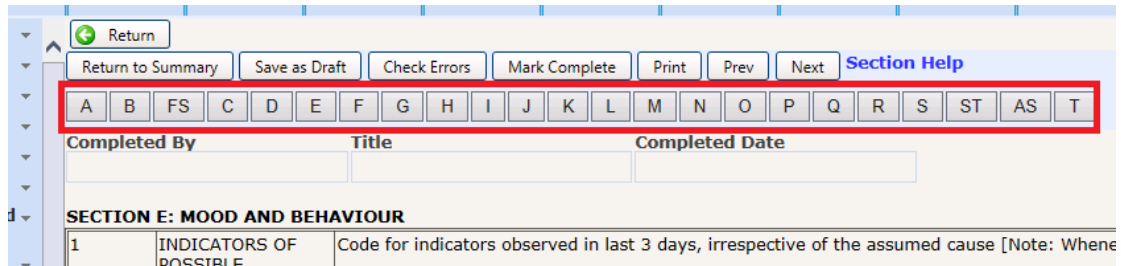 Return
Return to Summary Save as Draft Check Errors Mark Complete Print Prev Next Section Help
A B FS C D E F G H I J K L M N O P Q R S ST AS T
Completed By Title Completed Date
d
SECTION E: MOOD AND BEHAVIOUR
1 INDICATORS OF Code for indicators observed in last 3 days, irrespective of the assumed cause [Note: Whene
POSSIBLE